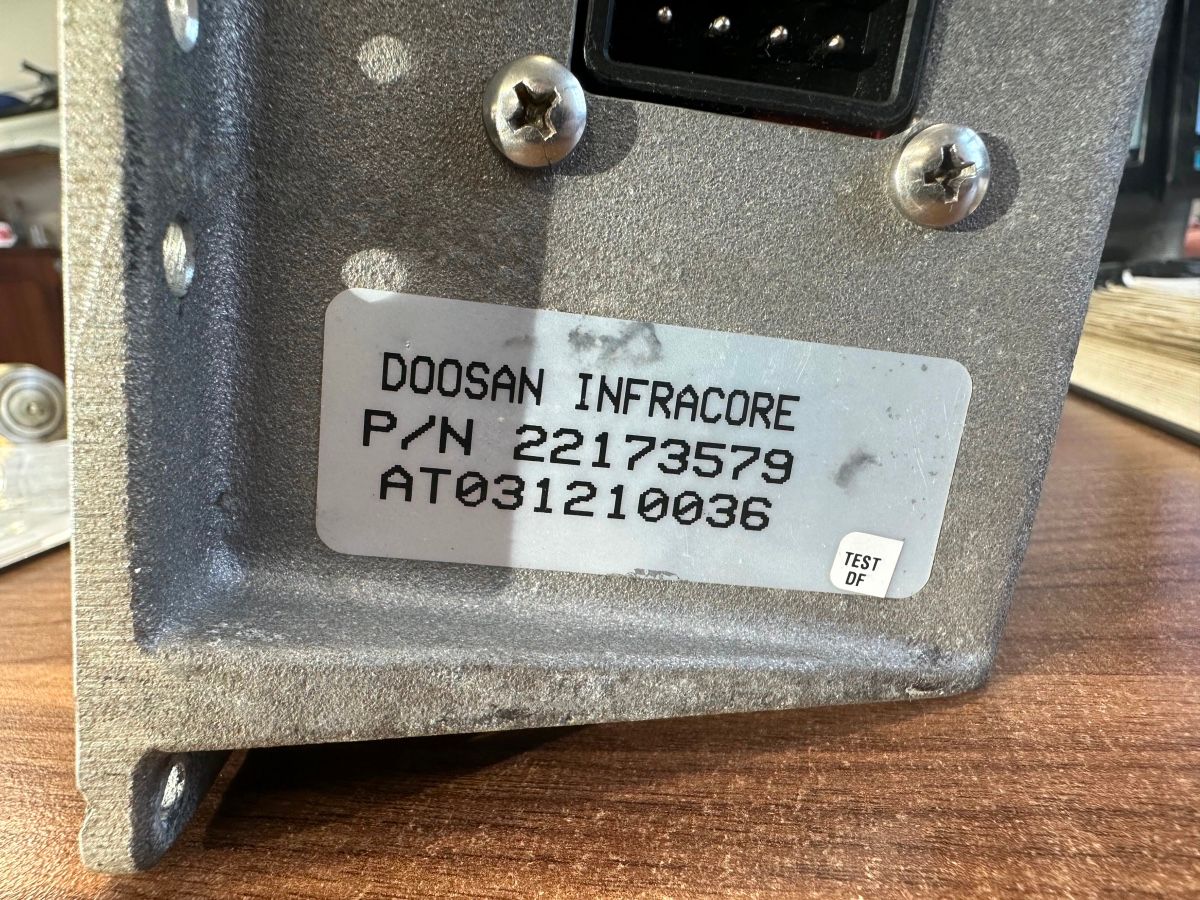 DOOSAN INFRACORE
P/N 22173579
AT031210036
TEST
DF